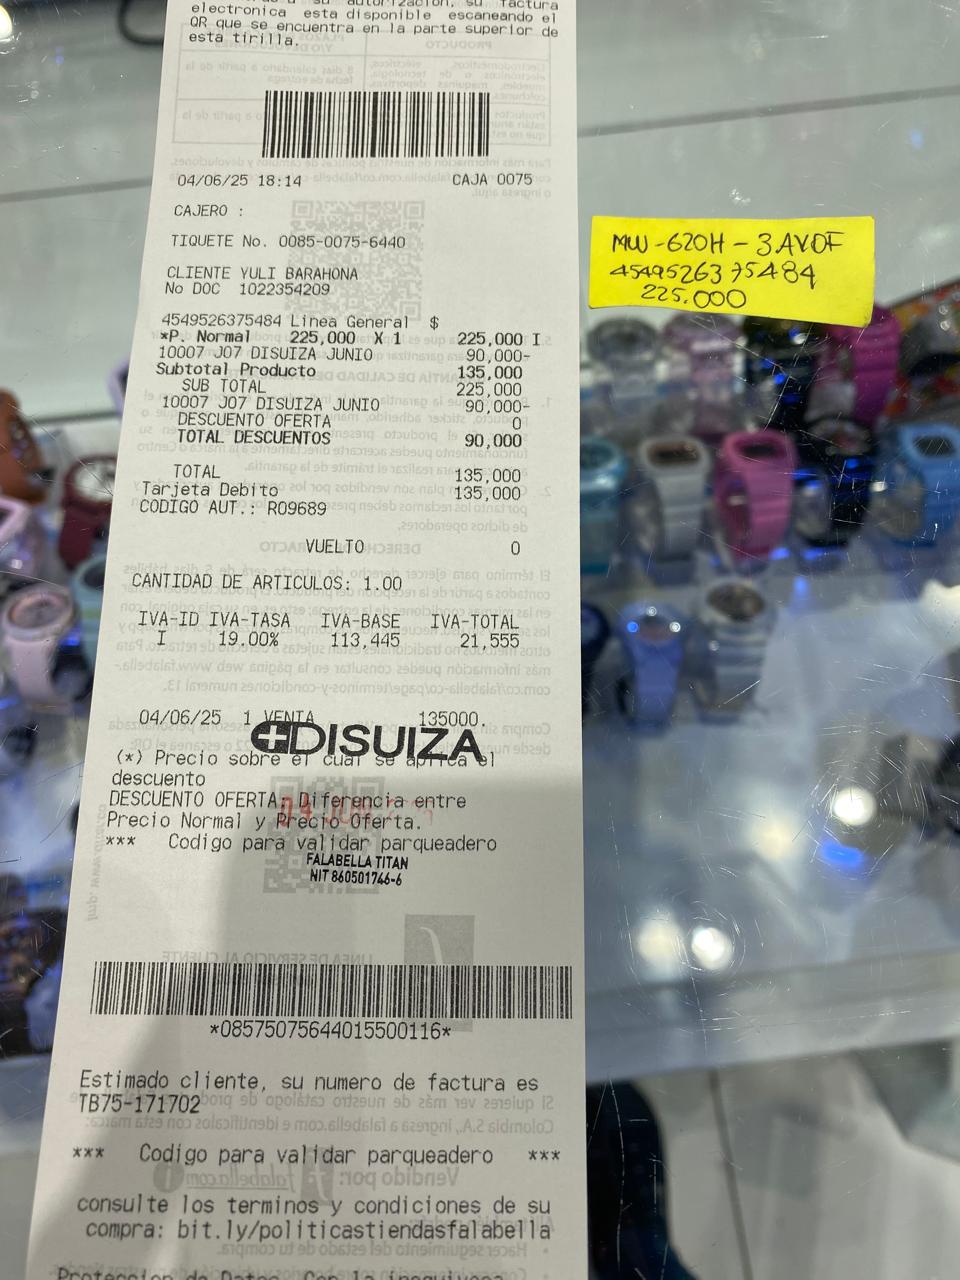 electronica esta disponible escaneando el
QR que se encuentra en la parte superior de
esta tirilla.
04/06/25 18:14 CAJA 0075
CAJERO :
TIQUETE No. 0085-0075-6440
CLIENTE YULI BARAHONA
No DOC 1022354209
4549526375484 Linea General $
*P. Normal 225,000 X 1 225,000 I
10007 J07 DISUIZA JUNIO 90,000-
Subtotal Producto 135,000
SUB TOTAL 225,000
10007 J07 DISUIZA JUNIO 90,000-
DESCUENTO OFERTA 0
TOTAL DESCUENTOS 90,000
TOTAL 135,000
Tarjeta Debito 135,000
CODIGO AUT.: R09689
VUELTO 0
CANTIDAD DE ARTICULOS: 1.00
IVA-ID IVA-TASA IVA-BASE IVA-TOTAL
I 19.00% 113,445 21,555
04/06/25 1 VENTA 135000.
DISUIZA
(*) Precio sobre el cual se aplica el
descuento
DESCUENTO OFERTA: Diferencia entre
Precio Normal y Precio Oferta.
*** Codigo para validar parqueadero
FALABELLA TITAN
NIT 860501746-6
*08575075644015500116*
Estimado cliente, su numero de factura es
TB75-171702
*** Codigo para validar parqueadero ***
consulte los terminos y condiciones de su
compra: bit.ly/politicastiendasfalabella
MW-620H-3AVDF
4549526375484
225.000